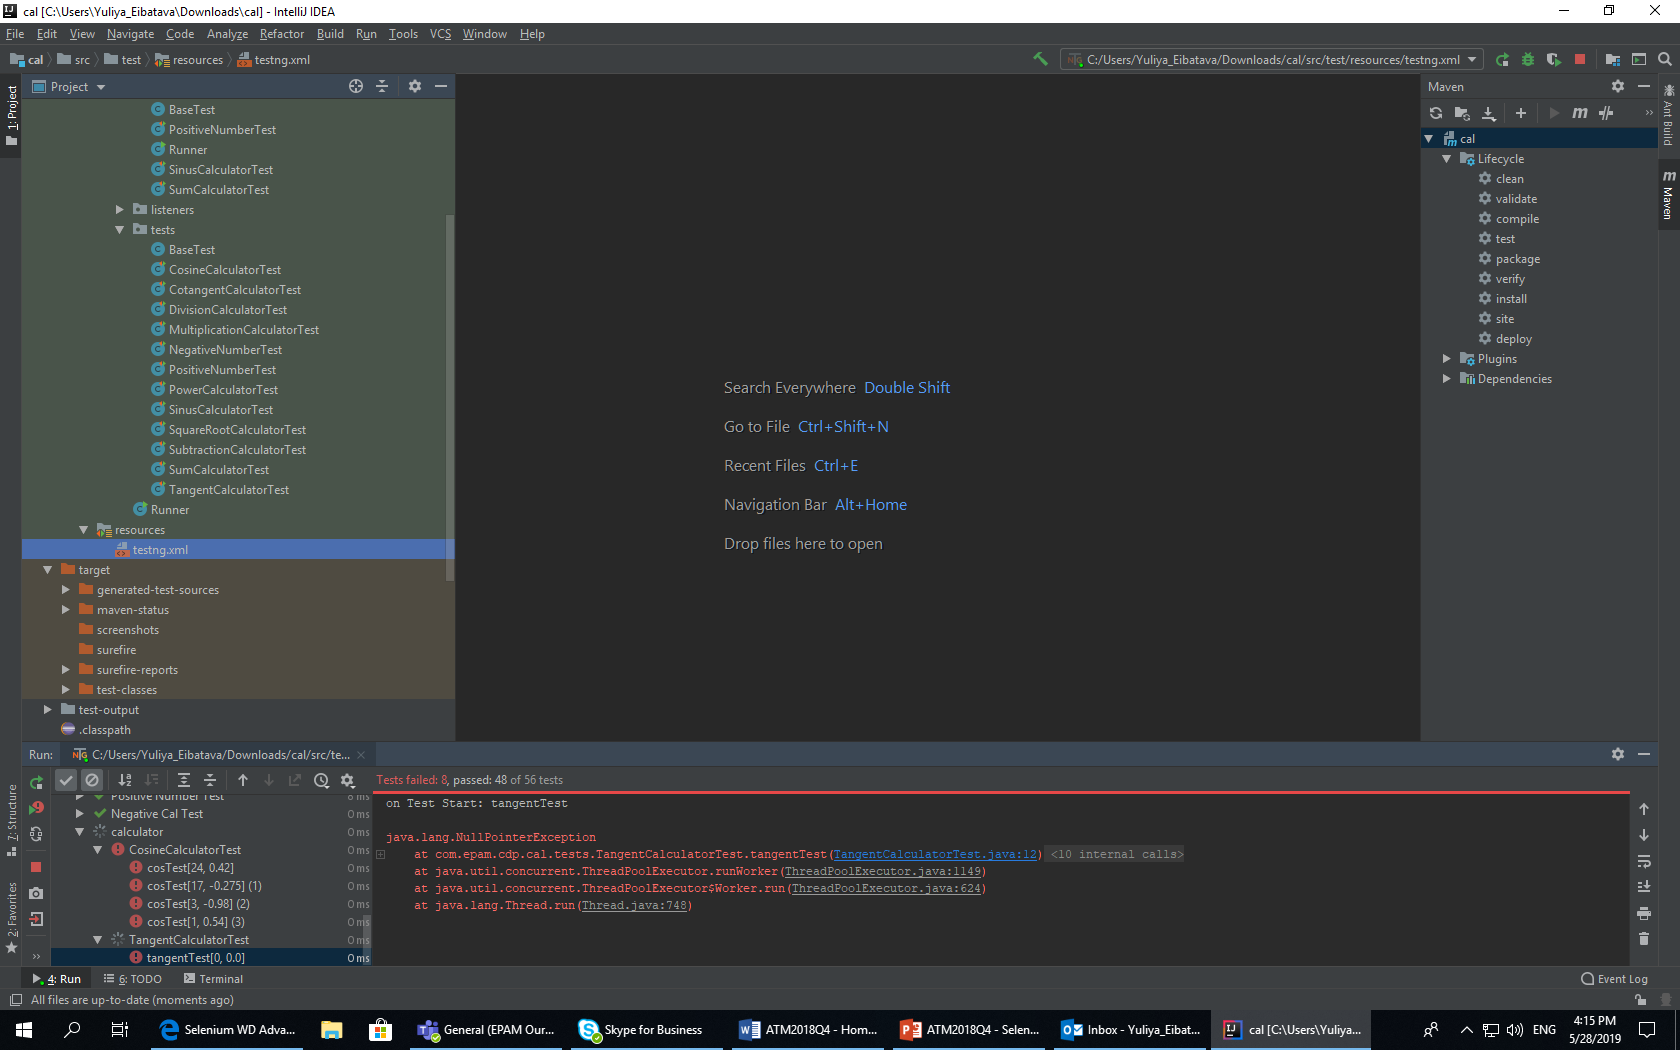 cal [C:\Users\Yuliya_Eibatava\Downloads\cal] - IntelliJ IDEA
File Edit View Navigate Code Analyze Refactor Build Run Tools VCS Window Help
cal src test resources testng.xml
C:/Users/Yuliya_Eibatava/Downloads/cal/src/test/resources/testng.xml
1: Project
Project
BaseTest
PositiveNumberTest
Runner
SinusCalculatorTest
SumCalculatorTest
listeners
tests
BaseTest
CosineCalculatorTest
CotangentCalculatorTest
DivisionCalculatorTest
MultiplicationCalculatorTest
NegativeNumberTest
PositiveNumberTest
PowerCalculatorTest
SinusCalculatorTest
SquareRootCalculatorTest
SubtractionCalculatorTest
SumCalculatorTest
TangentCalculatorTest
Runner
resources
testng.xml
target
generated-test-sources
maven-status
screenshots
surefire
surefire-reports
test-classes
test-output
.classpath
Search Everywhere Double Shift
Go to File Ctrl+Shift+N
Recent Files Ctrl+E
Navigation Bar Alt+Home
Drop files here to open
Maven
cal
Lifecycle
clean
validate
compile
test
package
verify
install
site
deploy
Plugins
Dependencies
Ant Build
Maven
Run: C:/Users/Yuliya_Eibatava/Downloads/cal/src/te...
Tests failed: 8, passed: 48 of 56 tests
Positive Number Test 8 ms
Negative Cal Test 0 ms
calculator 0 ms
CosineCalculatorTest 0 ms
cosTest[24, 0.42] 0 ms
cosTest[17, -0.275] (1) 0 ms
cosTest[3, -0.98] (2) 0 ms
cosTest[1, 0.54] (3) 0 ms
TangentCalculatorTest 0 ms
tangentTest[0, 0.0] 0 ms
on Test Start: tangentTest
java.lang.NullPointerException
at com.epam.cdp.cal.tests.TangentCalculatorTest.tangentTest(TangentCalculatorTest.java:12) <10 internal calls>
at java.util.concurrent.ThreadPoolExecutor.runWorker(ThreadPoolExecutor.java:1149)
at java.util.concurrent.ThreadPoolExecutor$Worker.run(ThreadPoolExecutor.java:624)
at java.lang.Thread.run(Thread.java:748)
7: Structure
2: Favorites
4: Run 6: TODO Terminal Event Log
All files are up-to-date (moments ago)
Selenium WD Adva... General (EPAM Our... Skype for Business ATM2018Q4 - Hom... ATM2018Q4 - Selen... Inbox - Yuliya_Eibat... cal [C:\Users\Yuliya... ENG 4:15 PM
5/28/2019